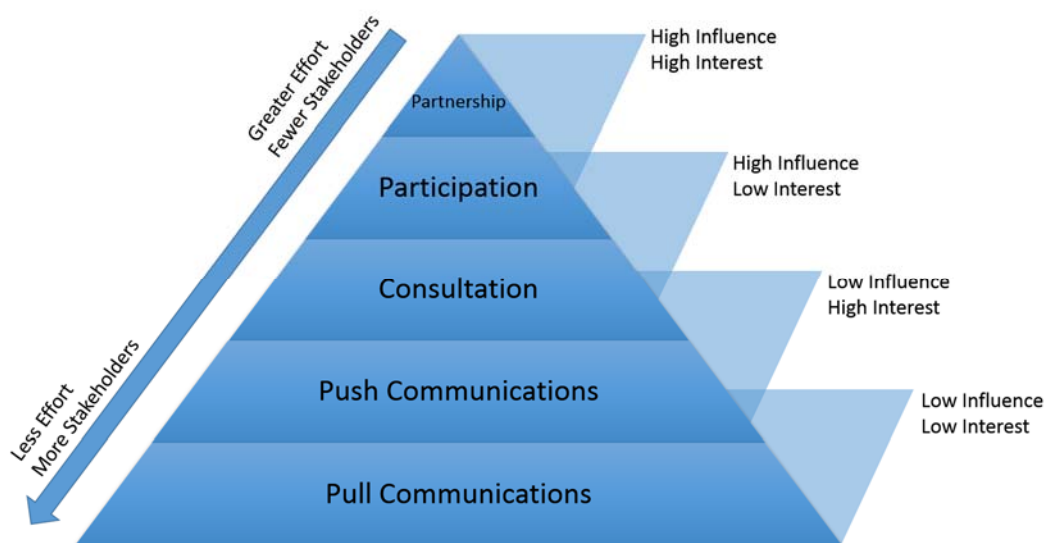 Greater Effort
Fewer Stakeholders
Less Effort
More Stakeholders
Partnership
Participation
Consultation
Push Communications
Pull Communications
High Influence
High Interest
High Influence
Low Interest
Low Influence
High Interest
Low Influence
Low Interest